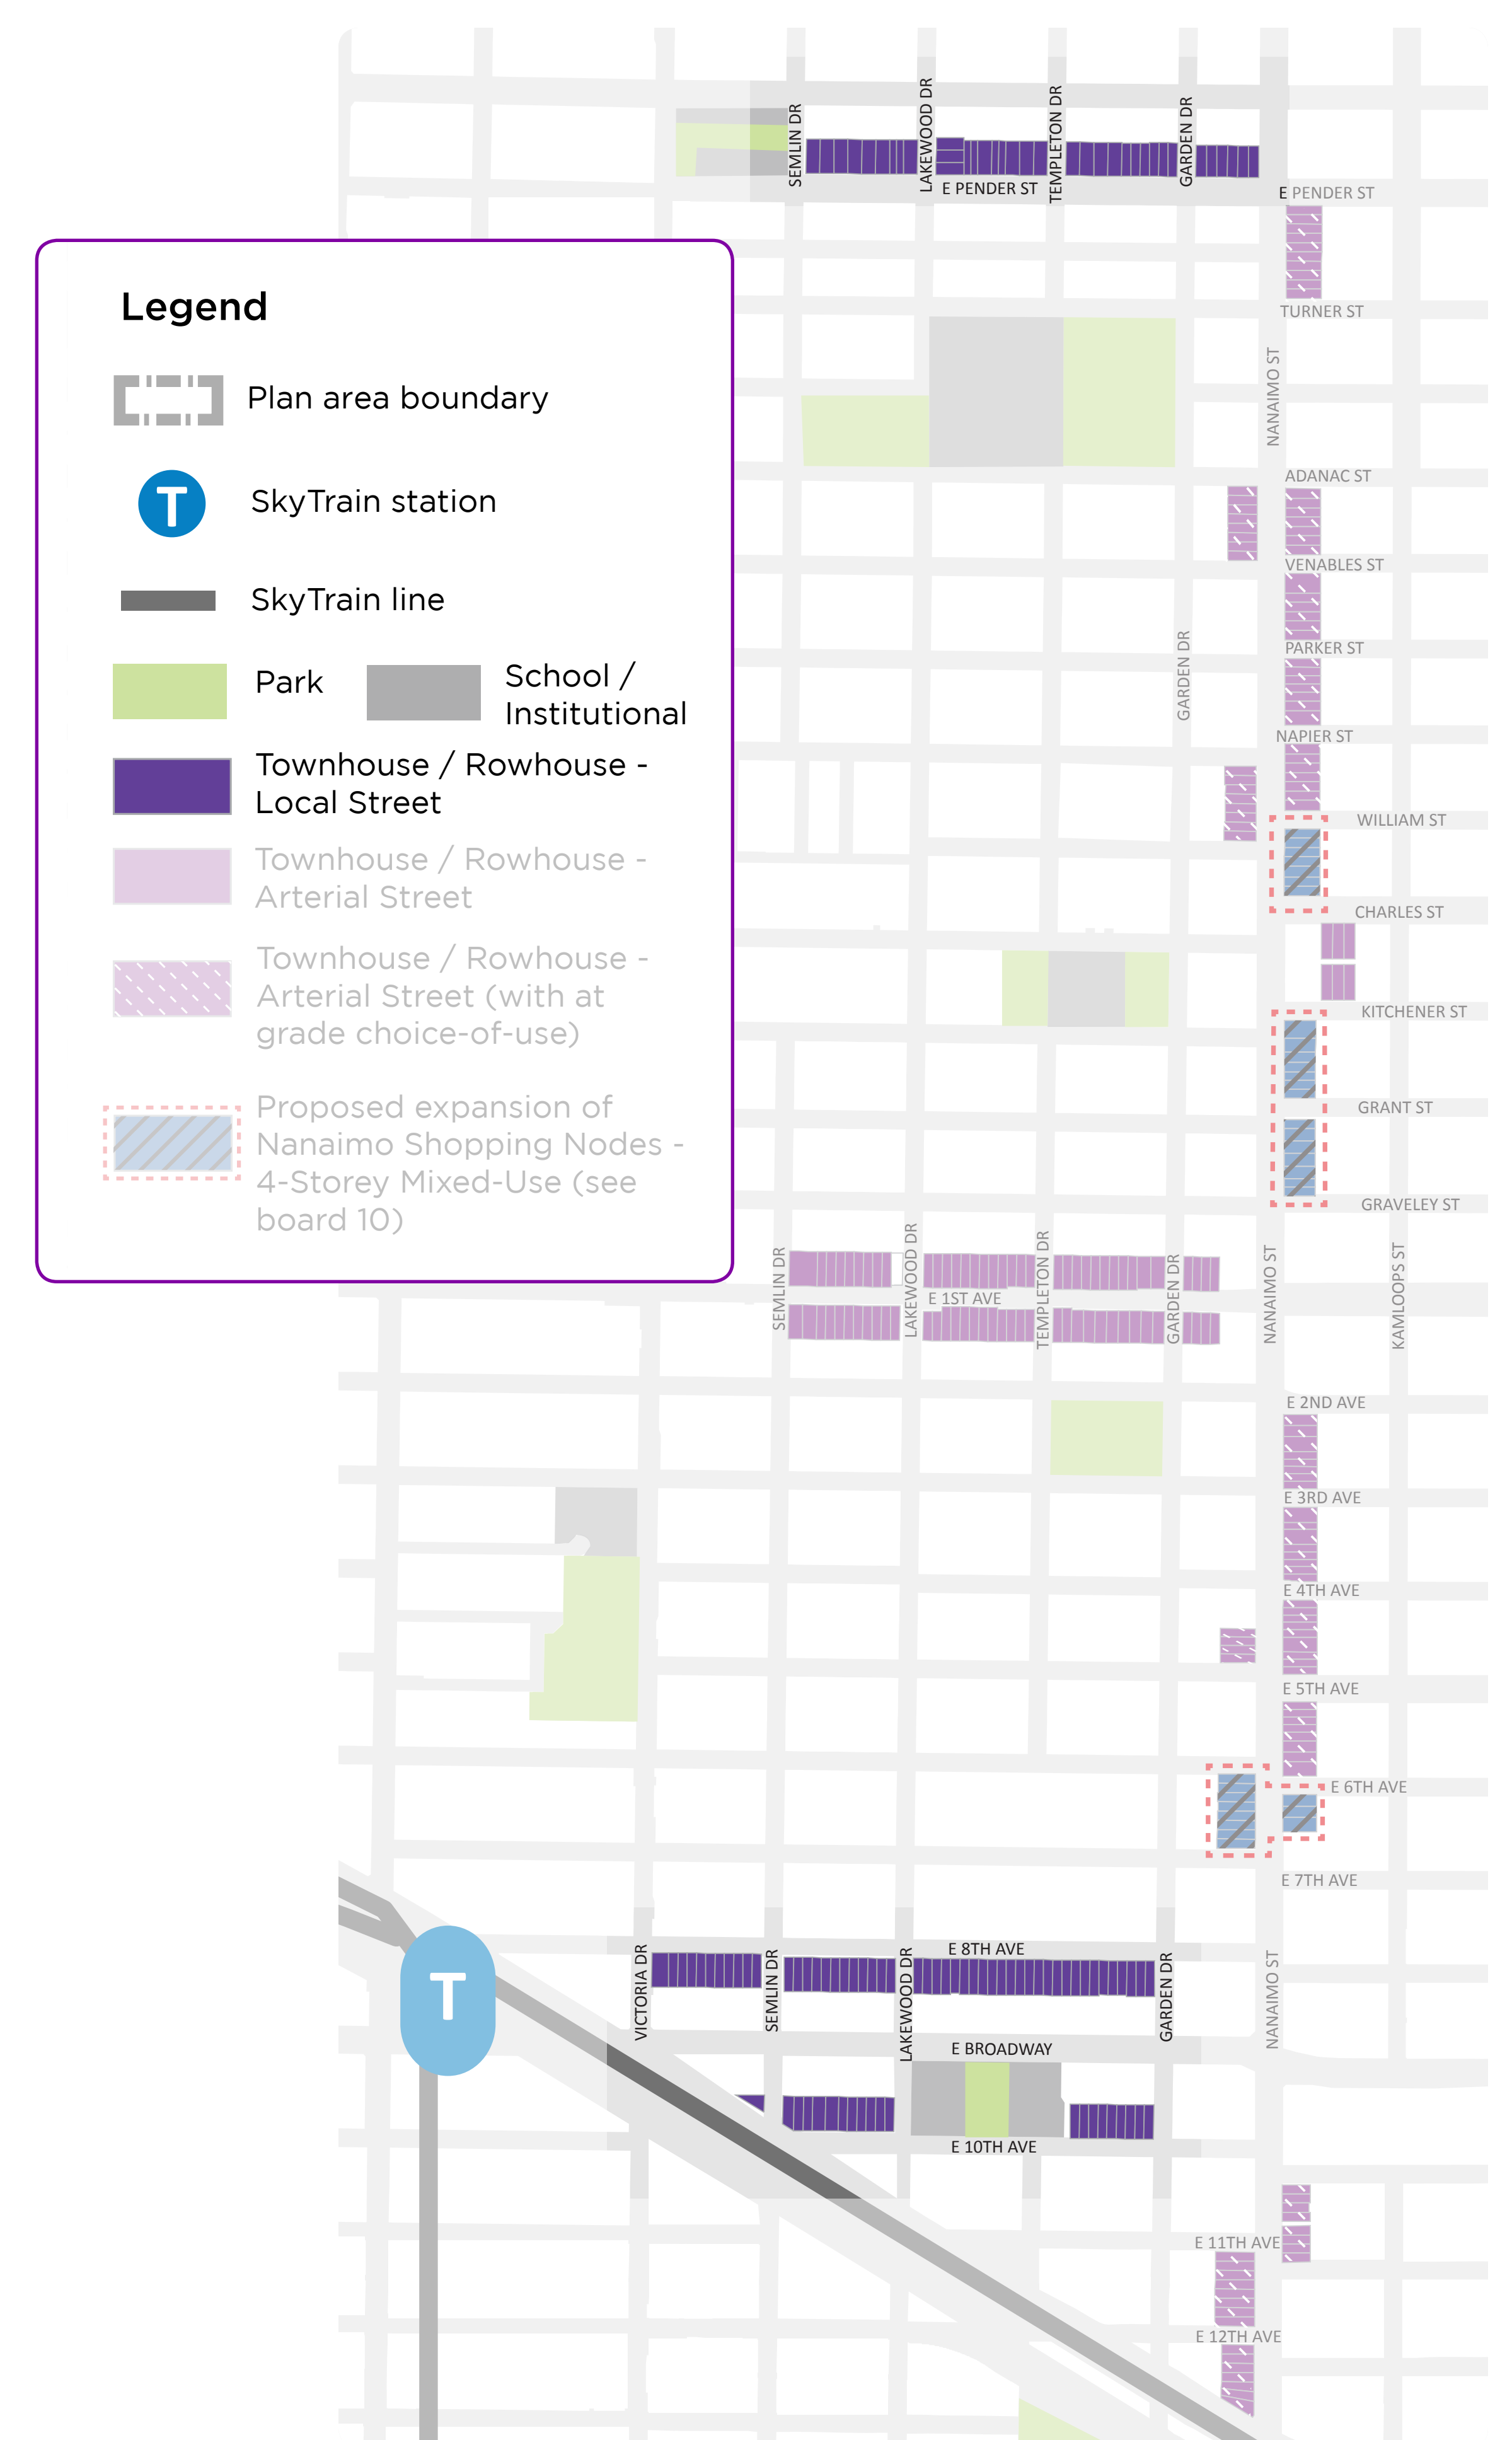 Legend
Plan area boundary
T
SkyTrain station
SkyTrain line
Park
School /
Institutional
Townhouse / Rowhouse -
Local Street
Townhouse / Rowhouse -
Arterial Street
Townhouse / Rowhouse -
Arterial Street (with at
grade choice-of-use)
Proposed expansion of
Nanaimo Shopping Nodes -
4-Storey Mixed-Use (see
board 10)
SEMLIN DR
LAKEWOOD DR
TEMPLETON DR
GARDEN DR
E PENDER ST
E PENDER ST
TURNER ST
NANAIMO ST
ADANAC ST
VENABLES ST
GARDEN DR
PARKER ST
NAPIER ST
WILLIAM ST
CHARLES ST
KITCHENER ST
GRANT ST
GRAVELEY ST
SEMLIN DR
LAKEWOOD DR
TEMPLETON DR
GARDEN DR
NANAIMO ST
KAMLOOPS ST
E 1ST AVE
E 2ND AVE
E 3RD AVE
E 4TH AVE
E 5TH AVE
E 6TH AVE
E 7TH AVE
T
VICTORIA DR
SEMLIN DR
LAKEWOOD DR
E 8TH AVE
GARDEN DR
NANAIMO ST
E BROADWAY
E 10TH AVE
E 11TH AVE
E 12TH AVE